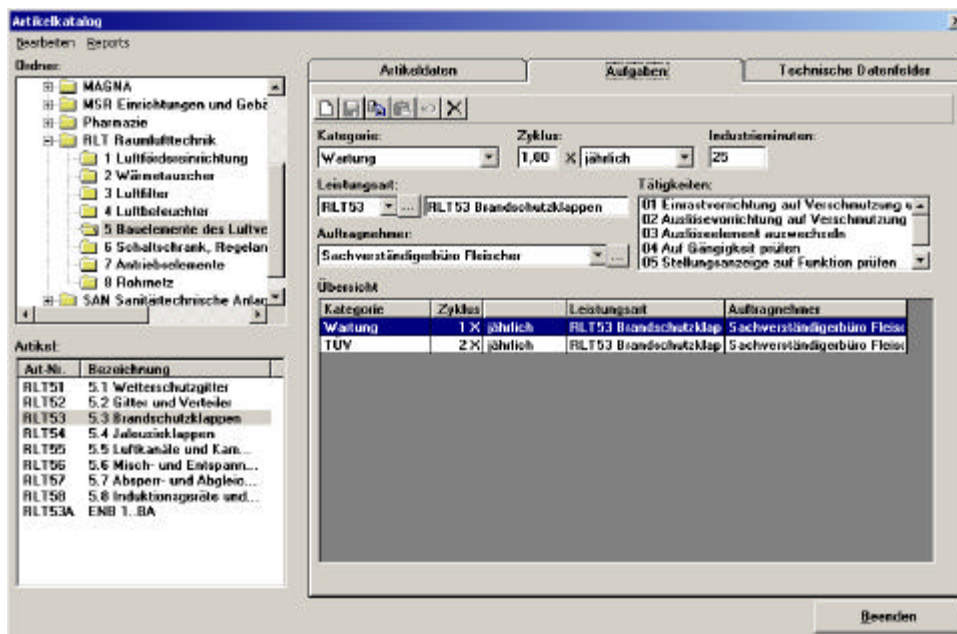 Artikelkatalog
Bearbeiten Reports
Ordner:
MAGNA
MSR Einrichtungen und Gebä
Pharmazie
RLT Raumlufttechnik
1 Luftfördereinrichtung
2 Wärmetauscher
3 Luftfilter
4 Luftbefeuchter
5 Bauelemente des Luftve
6 Schaltschrank, Regelan
7 Antriebselemente
8 Rohrnetz
SAN Sanitärtechnische Anlag
Artikel:
Art-Nr. Bezeichnung
RLT51 5.1 Wetterschutzgitter
RLT52 5.2 Gitter und Verteiler
RLT53 5.3 Brandschutzklappen
RLT54 5.4 Jalousieklappen
RLT55 5.5 Luftkanäle und Kam...
RLT56 5.6 Misch- und Entspann...
RLT57 5.7 Absperr- und Abgleic...
RLT58 5.8 Induktionsgeräte und...
RLT53A ENB 1..BA
Artikeldaten Aufgaben Technische Datenfelder
Kategorie: Zyklus: Industrieminuten:
Wartung 1,00 X jährlich 25
Leistungsart: Tätigkeiten:
RLT53 ... RLT53 Brandschutzklappen
01 Einrastvorrichtung auf Verschmutzung u
02 Auslösevorrichtung auf Verschmutzung
03 Auslöseelement auswechseln
04 Auf Gängigkeit prüfen
05 Stellungsanzeige auf Funktion prüfen
Auftragnehmer:
Sachverständigerbüro Fleischer ...
Übersicht
Kategorie Zyklus Leistungsart Auftragnehmer
Wartung 1 X jährlich RLT53 Brandschutzklap Sachverständigerbüro Fleisc
TÜV 2 X jährlich RLT53 Brandschutzklap Sachverständigerbüro Fleisc
Beenden